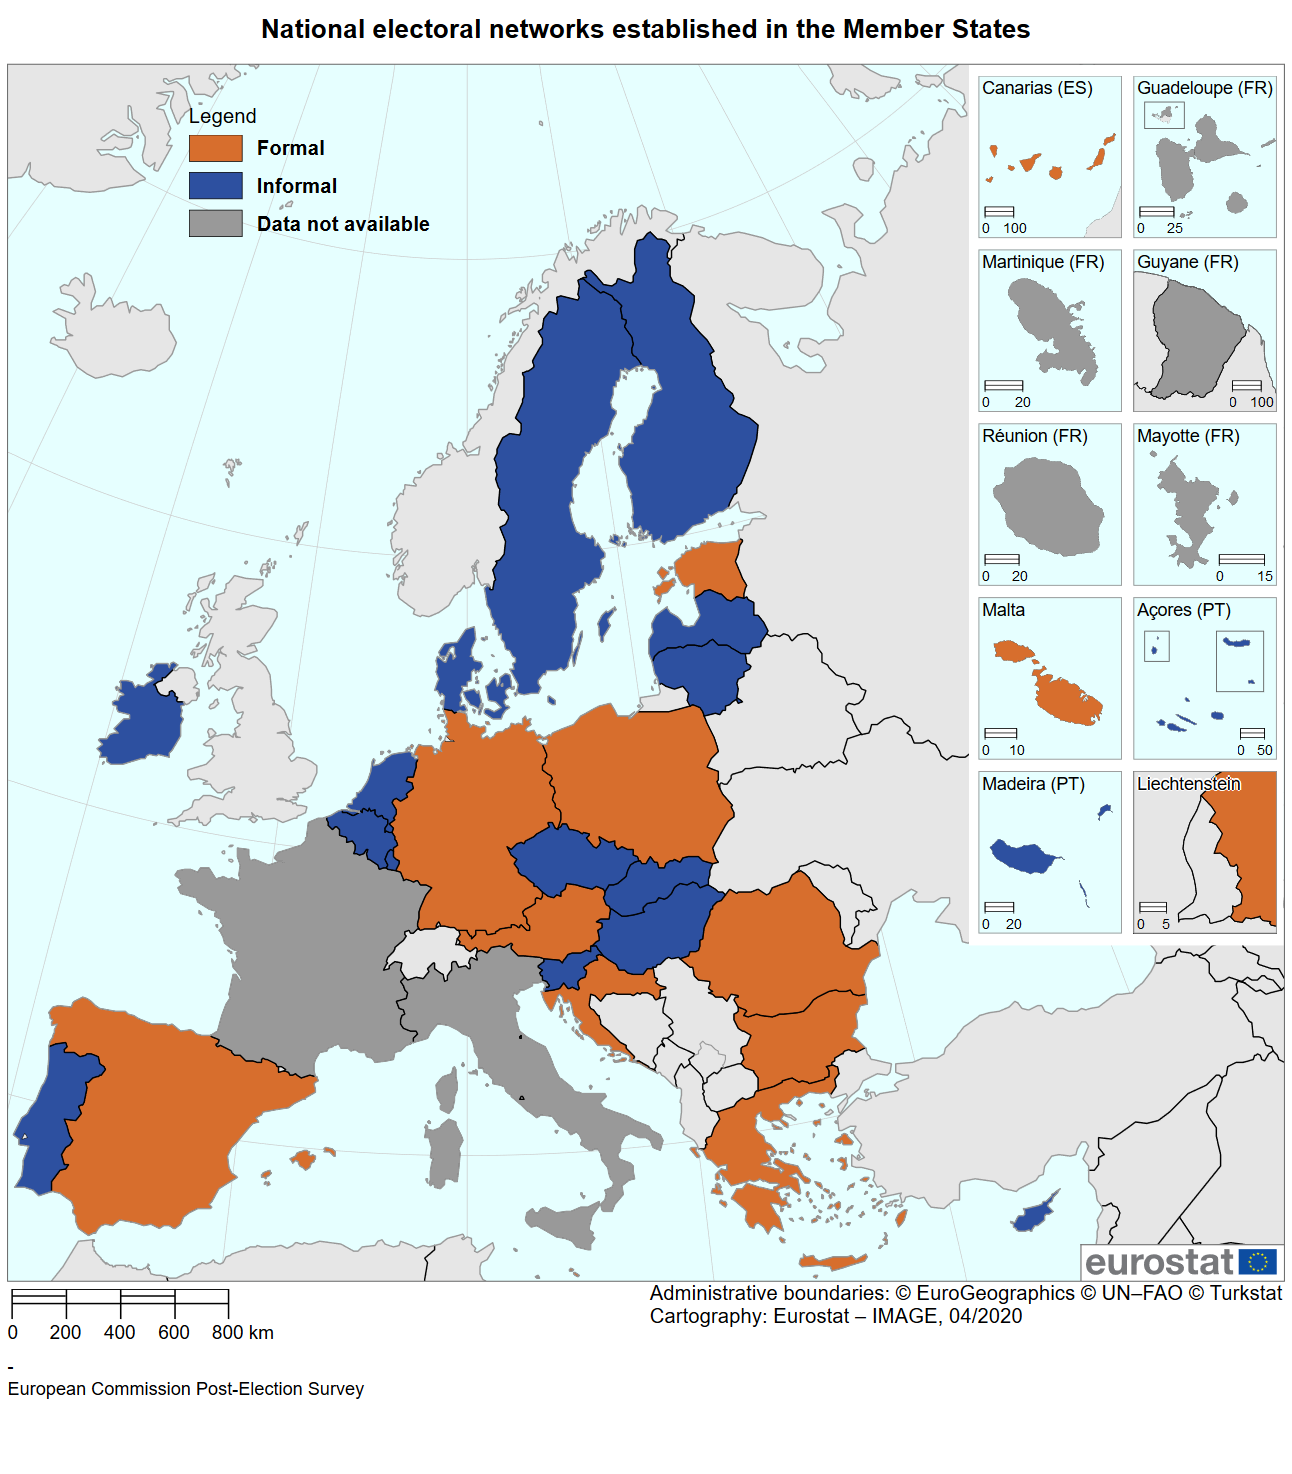 National electoral networks established in the Member States
Legend
Formal
Informal
Data not available
Canarias (ES)
0 100
Guadeloupe (FR)
0 25
Martinique (FR)
0 20
Guyane (FR)
0 100
Réunion (FR)
0 20
Mayotte (FR)
0 15
Malta
0 10
Açores (PT)
0 50
Madeira (PT)
0 20
Liechtenstein
0 5
eurostat
Administrative boundaries: © EuroGeographics © UN–FAO © Turkstat
Cartography: Eurostat – IMAGE, 04/2020
0 200 400 600 800 km
-
European Commission Post-Election Survey